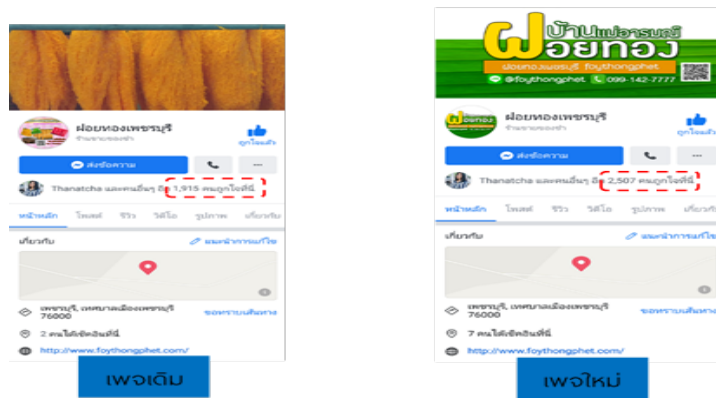 ฝอยทองเพชรบุรี
ร้านขายของชำ
ถูกใจแล้ว
ส่งข้อความ
Thanatcha และคนอื่นๆ อีก 1,915 คนถูกใจที่นี่
หน้าหลัก โพสต์ รีวิว วิดีโอ รูปภาพ เกี่ยวกับ
เกี่ยวกับ
แนะนำการแก้ไข
เพชรบุรี, เทศบาลเมืองเพชรบุรี
76000
ขอทราบเส้นทาง
2 คนได้เช็คอินที่นี่
http://www.foythongphet.com/
เพจเดิม
บ้านแม่อารมณ์
ฝอยทอง
ฝอยทองเพชรบุรี foythongphet
@foythongphet 099-142-7777
ฝอยทอง
ฝอยทองเพชรบุรี
ร้านขายของชำ
ถูกใจแล้ว
ส่งข้อความ
Thanatcha และคนอื่นๆ อีก 2,507 คนถูกใจที่นี่
หน้าหลัก โพสต์ รีวิว วิดีโอ รูปภาพ เกี่ยวกับ
เกี่ยวกับ
แนะนำการแก้ไข
เพชรบุรี, เทศบาลเมืองเพชรบุรี
76000
ขอทราบเส้นทาง
7 คนได้เช็คอินที่นี่
http://www.foythongphet.com/
เพจใหม่